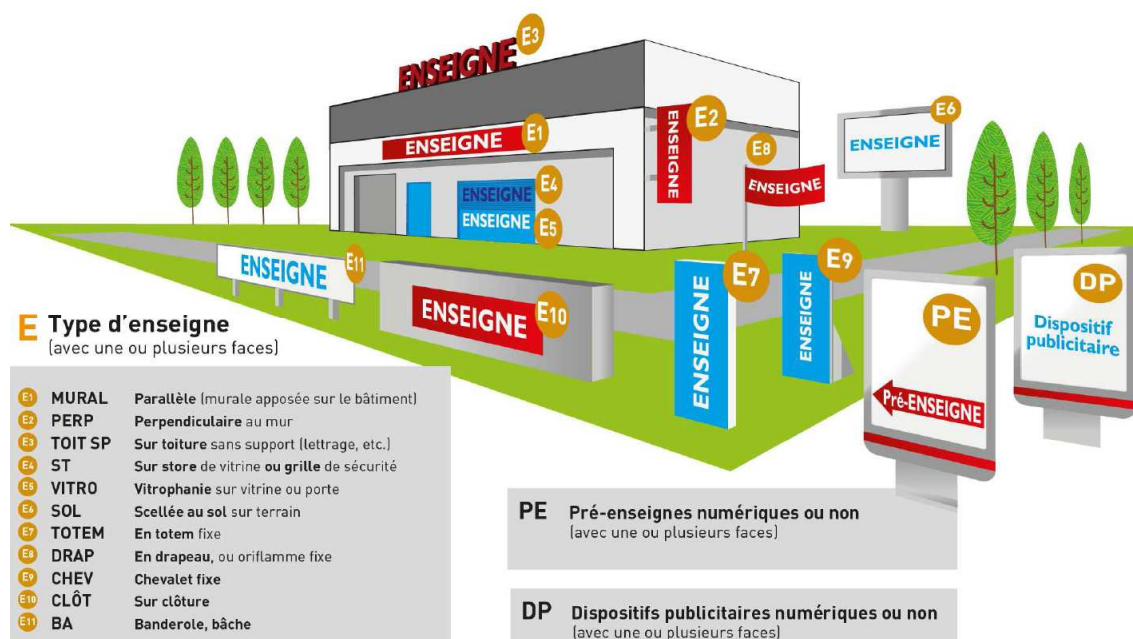 ENSEIGNE E3
ENSEIGNE E1
ENSEIGNE E2
ENSEIGNE E6
E8
ENSEIGNE
ENSEIGNE E4
ENSEIGNE E5
ENSEIGNE E11
ENSEIGNE E10
ENSEIGNE E7
ENSEIGNE E9
PE
Pré-ENSEIGNE
DP
Dispositif
publicitaire
E Type d'enseigne
(avec une ou plusieurs faces)
E1 MURAL Parallèle (murale apposée sur le bâtiment)
E2 PERP Perpendiculaire au mur
E3 TOIT SP Sur toiture sans support (lettrage, etc.)
E4 ST Sur store de vitrine ou grille de sécurité
E5 VITRO Vitrophanie sur vitrine ou porte
E6 SOL Scellée au sol sur terrain
E7 TOTEM En totem fixe
E8 DRAP En drapeau, ou oriflamme fixe
E9 CHEV Chevalet fixe
E10 CLÔT Sur clôture
E11 BA Banderole, bâche
PE Pré-enseignes numériques ou non
(avec une ou plusieurs faces)
DP Dispositifs publicitaires numériques ou non
(avec une ou plusieurs faces)